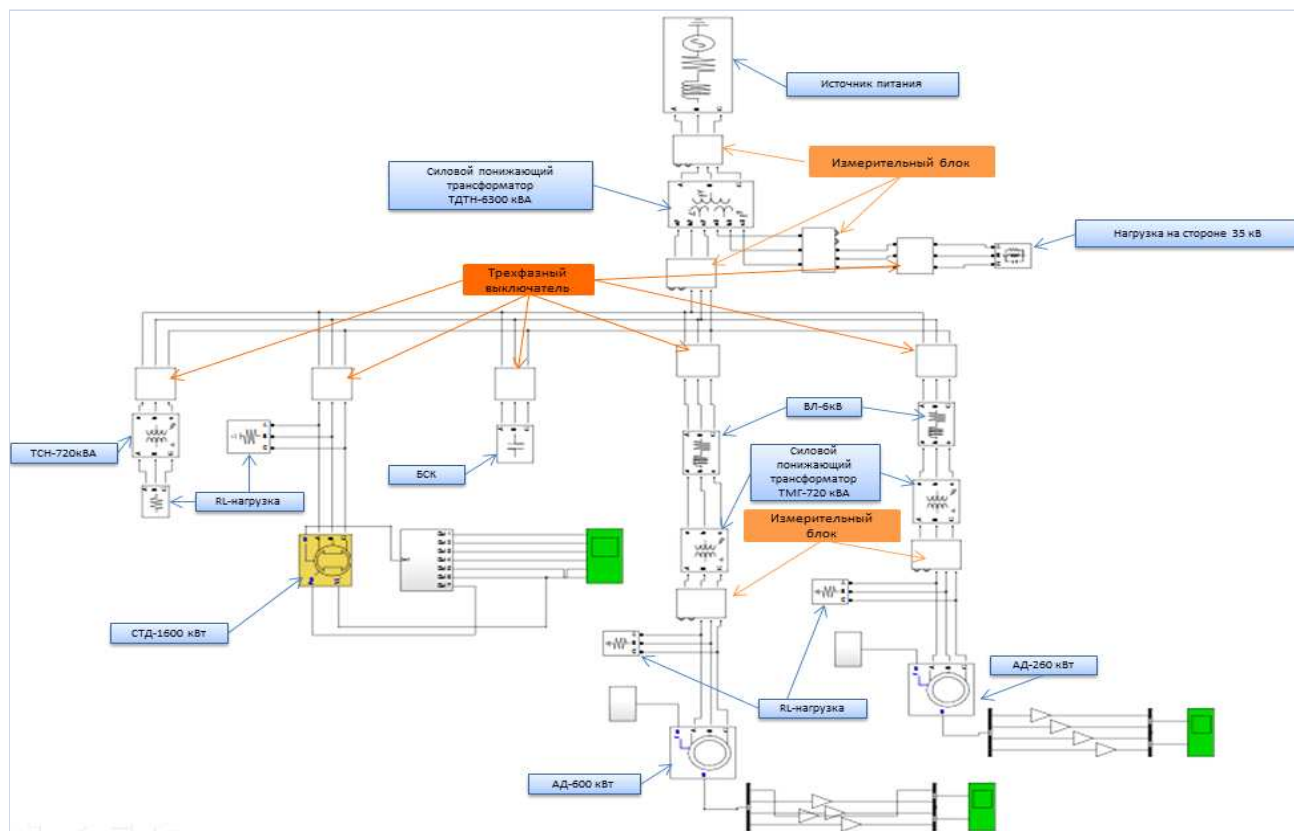 Источник питания
Измерительный блок
Силовой понижающий
трансформатор
ТДТН-6300 кВА
Нагрузка на стороне 35 кВ
Трехфазный
выключатель
ВЛ-6кВ
ТСН-720кВА
RL-нагрузка
БСК
Силовой
понижающий
трансформатор
ТМГ-720 кВА
Измерительный
блок
СТД-1600 кВт
АД-260 кВт
RL-нагрузка
АД-600 кВт